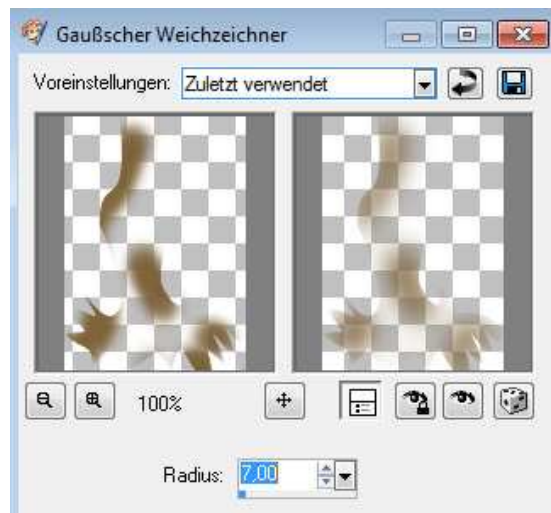 Gaußscher Weichzeichner
Voreinstellungen: Zuletzt verwendet
100%
Radius: 7,00